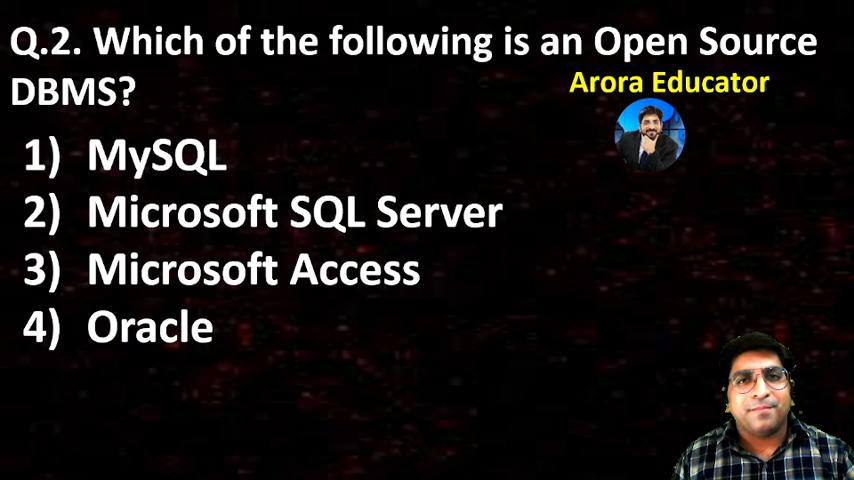 Q.2. Which of the following is an Open Source
DBMS?
Arora Educator
1) MySQL
2) Microsoft SQL Server
3) Microsoft Access
4) Oracle